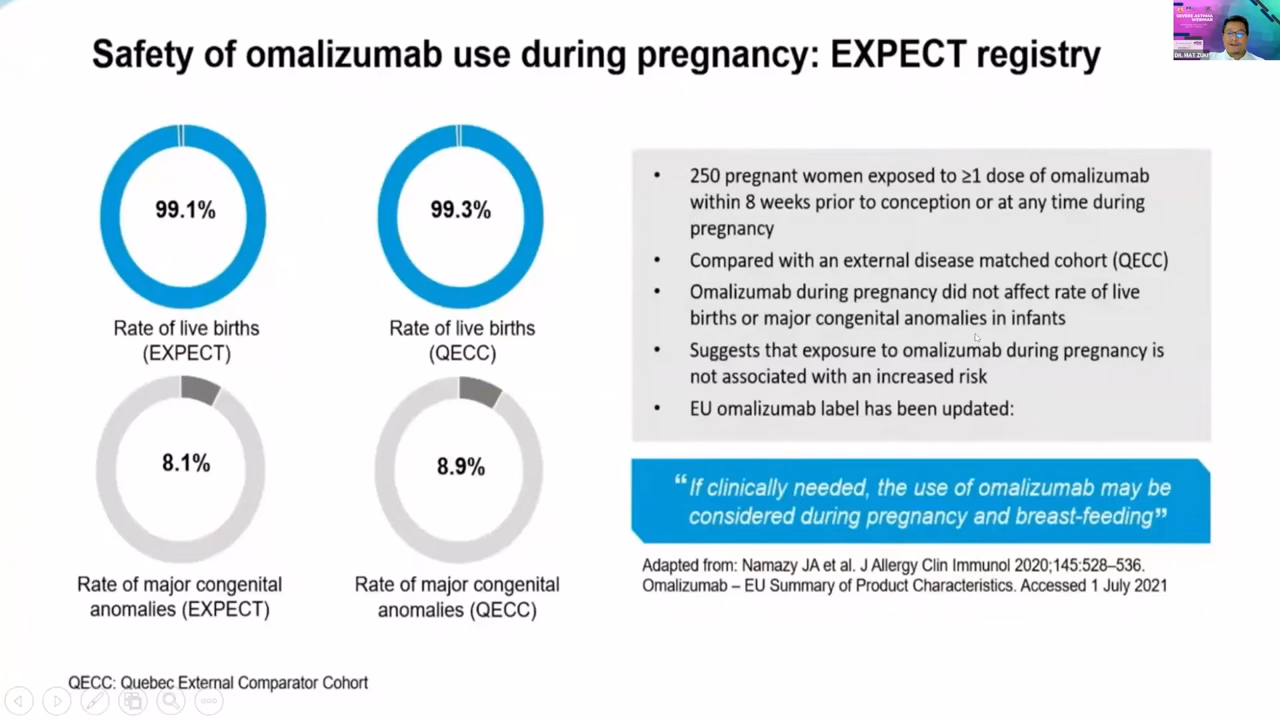 Safety of omalizumab use during pregnancy: EXPECT registry
SEVERE ASTHMA
WEBINAR
99.1%
Rate of live births
(EXPECT)
99.3%
Rate of live births
(QECC)
8.1%
Rate of major congenital
anomalies (EXPECT)
8.9%
Rate of major congenital
anomalies (QECC)
• 250 pregnant women exposed to ≥1 dose of omalizumab
within 8 weeks prior to conception or at any time during
pregnancy
• Compared with an external disease matched cohort (QECC)
• Omalizumab during pregnancy did not affect rate of live
births or major congenital anomalies in infants
• Suggests that exposure to omalizumab during pregnancy is
not associated with an increased risk
• EU omalizumab label has been updated:
“If clinically needed, the use of omalizumab may be
considered during pregnancy and breast-feeding”
Adapted from: Namazy JA et al. J Allergy Clin Immunol 2020;145:528–536.
Omalizumab – EU Summary of Product Characteristics. Accessed 1 July 2021
QECC: Quebec External Comparator Cohort